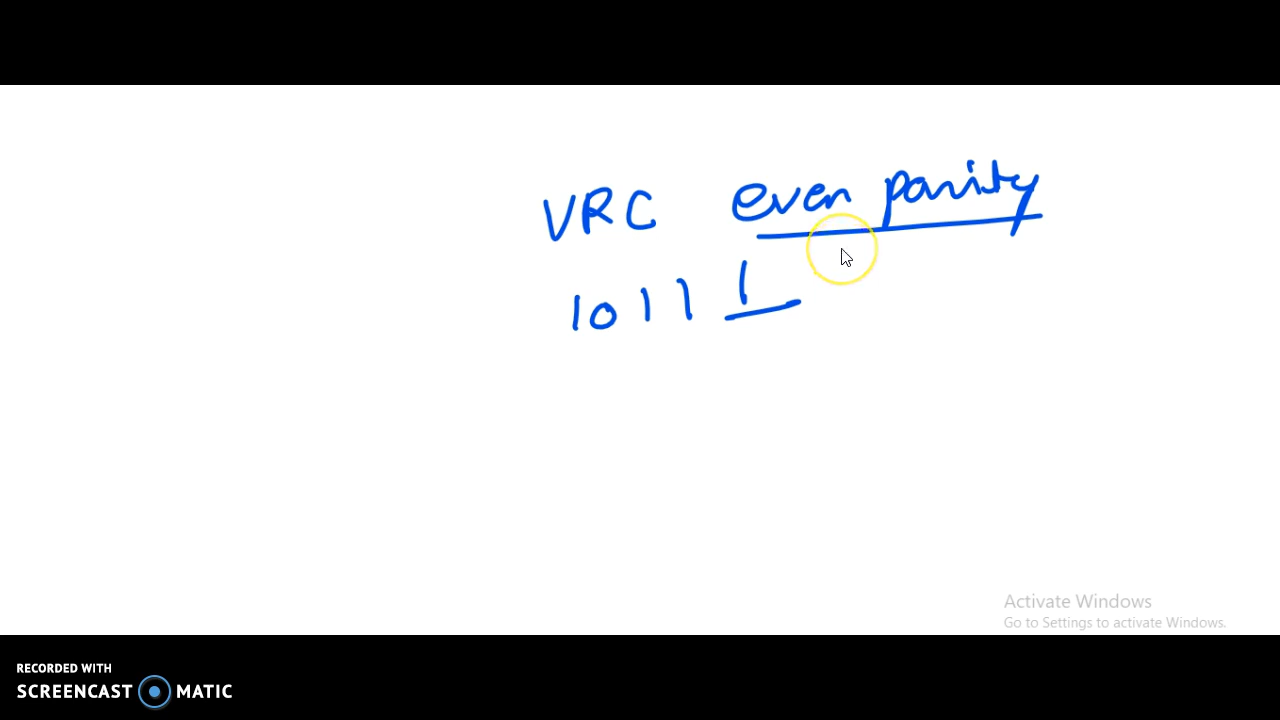 VRC even parity
1011 1
Activate Windows
Go to Settings to activate Windows.
RECORDED WITH
SCREENCAST MATIC